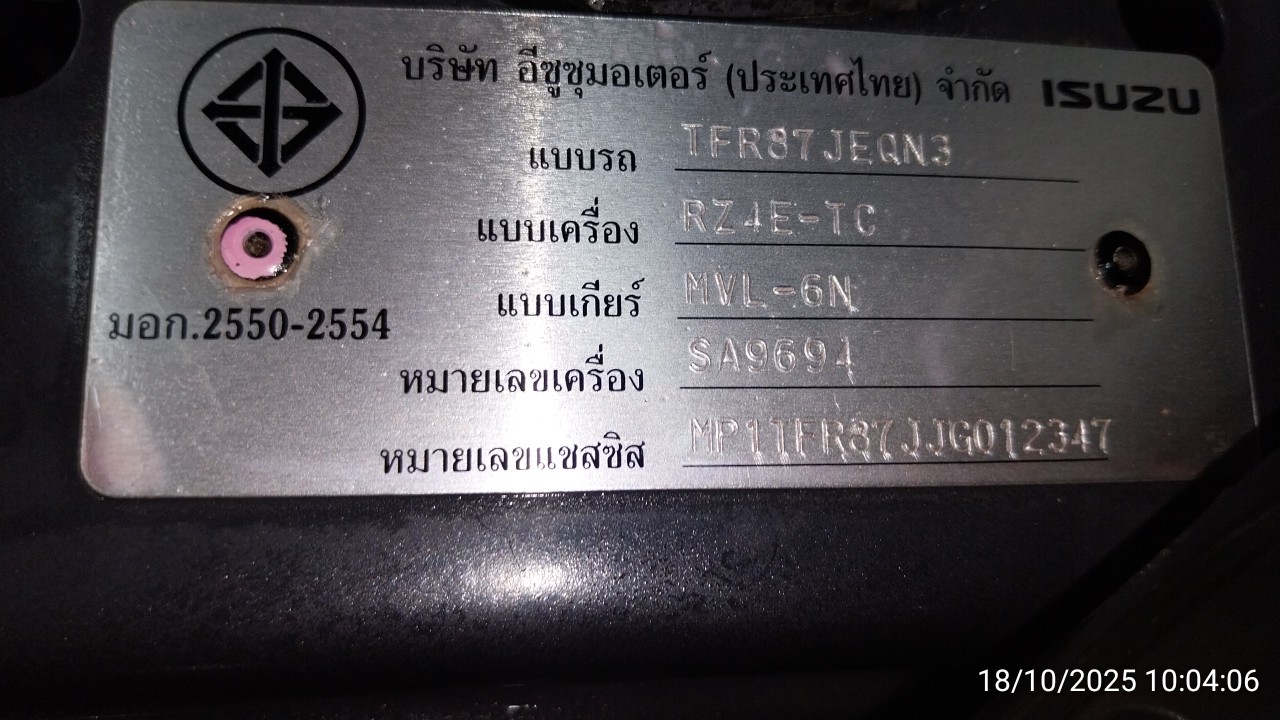 บริษัท อีซูซุมอเตอร์ (ประเทศไทย) จำกัด ISUZU
แบบรถ TFR87JEQN3
แบบเครื่อง RZ4E-TC
แบบเกียร์ MVL-6N
มอก.2550-2554
หมายเลขเครื่อง SA9694
หมายเลขแชสซิส MP1TFR87JJG012347
18/10/2025 10:04:06